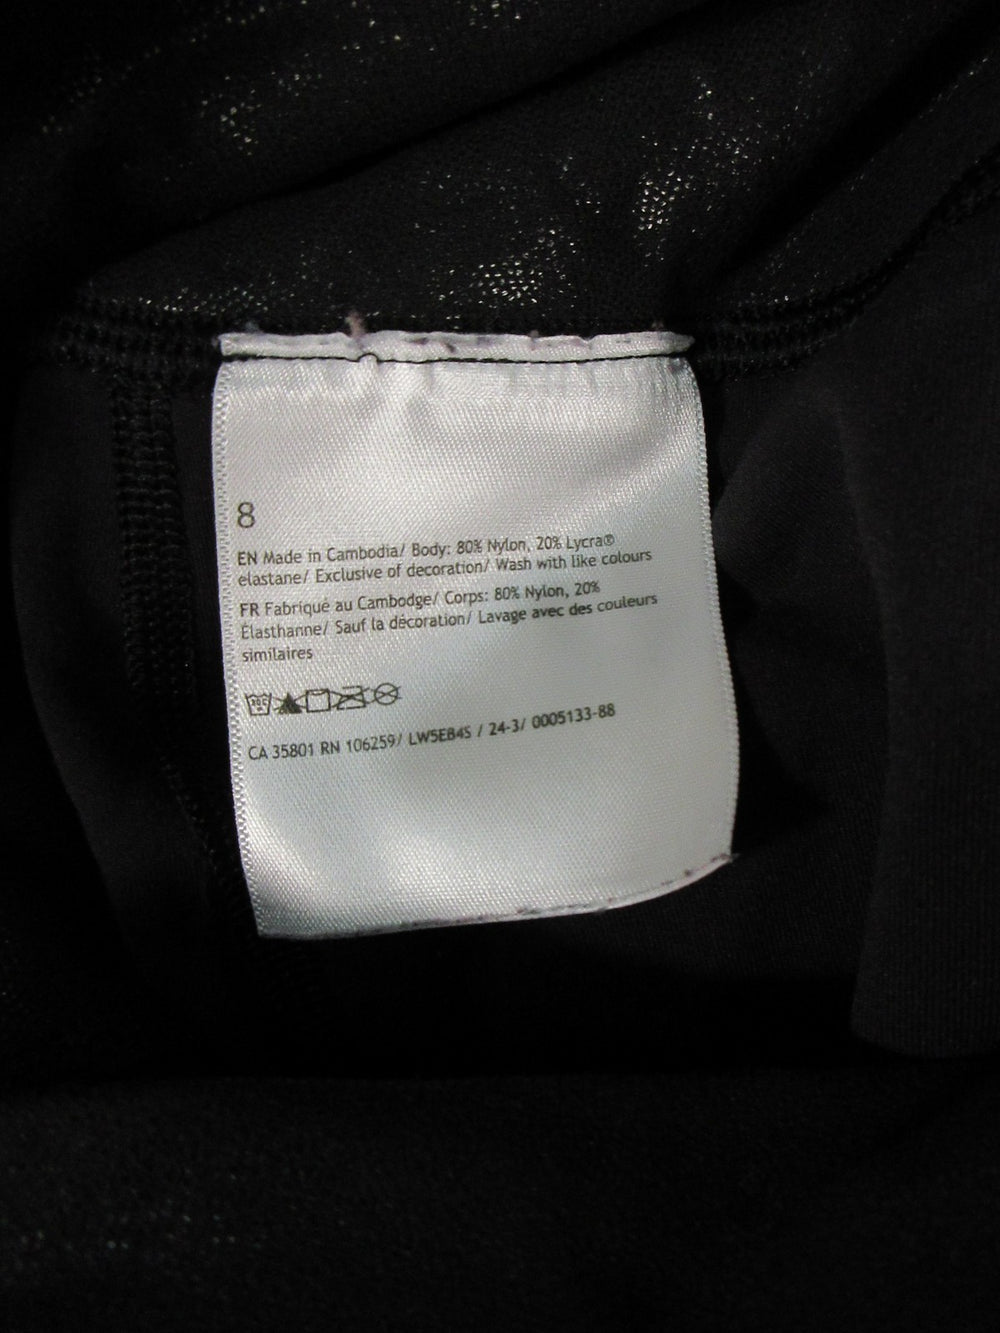 8
EN Made in Cambodia/ Body: 80% Nylon, 20% Lycra®
elastane/ Exclusive of decoration/ Wash with like colours
FR Fabriqué au Cambodge/ Corps: 80% Nylon, 20%
Élasthanne/ Sauf la décoration/ Lavage avec des couleurs
similaires
CA 35801 RN 106259/ LW5EB4S / 24-3/ 0005133-88